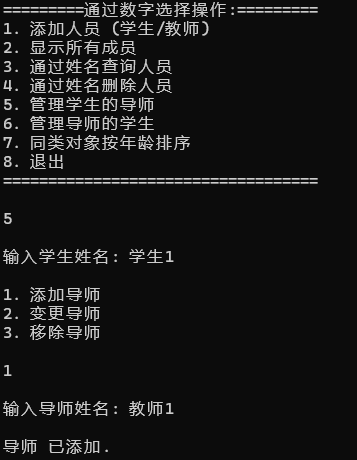 =========通过数字选择操作:=========
1. 添加人员 (学生/教师)
2. 显示所有成员
3. 通过姓名查询人员
4. 通过姓名删除人员
5. 管理学生的导师
6. 管理导师的学生
7. 同类对象按年龄排序
8. 退出
===================================
5
输入学生姓名: 学生1
1. 添加导师
2. 变更导师
3. 移除导师
1
输入导师姓名: 教师1
导师 已添加.